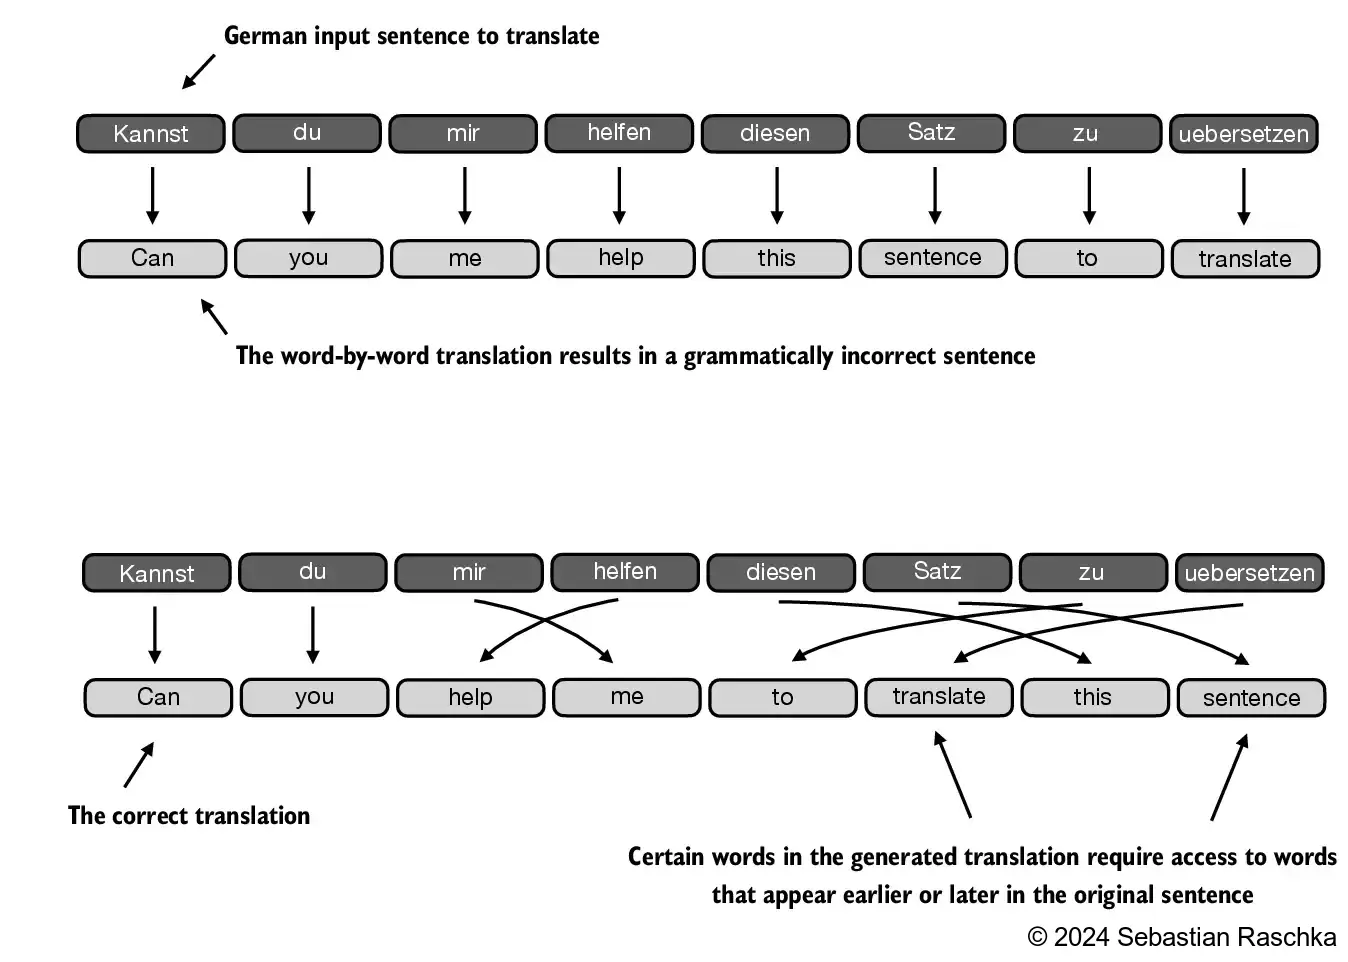 German input sentence to translate
Kannst du mir helfen diesen Satz zu uebersetzen
Can you me help this sentence to translate
The word-by-word translation results in a grammatically incorrect sentence
Kannst du mir helfen diesen Satz zu uebersetzen
Can you help me to translate this sentence
The correct translation
Certain words in the generated translation require access to words
that appear earlier or later in the original sentence
© 2024 Sebastian Raschka